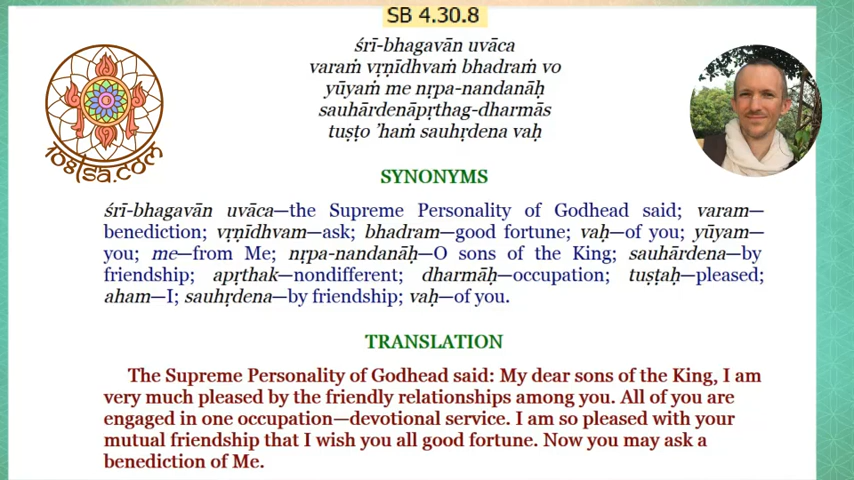 SB 4.30.8
śrī-bhagavān uvāca
varaṁ vṛṇīdhvaṁ bhadraṁ vo
yūyaṁ me nṛpa-nandanāḥ
sauhārdenāpṛthag-dharmās
tuṣṭo 'haṁ sauhṛdena vaḥ
108lsa.com
SYNONYMS
śrī-bhagavān uvāca—the Supreme Personality of Godhead said; varam—
benediction; vṛṇīdhvam—ask; bhadram—good fortune; vaḥ—of you; yūyam—
you; me—from Me; nṛpa-nandanāḥ—O sons of the King; sauhārdena—by
friendship; apṛthak—nondifferent; dharmāḥ—occupation; tuṣṭaḥ—pleased;
aham—I; sauhṛdena—by friendship; vaḥ—of you.
TRANSLATION
The Supreme Personality of Godhead said: My dear sons of the King, I am
very much pleased by the friendly relationships among you. All of you are
engaged in one occupation—devotional service. I am so pleased with your
mutual friendship that I wish you all good fortune. Now you may ask a
benediction of Me.